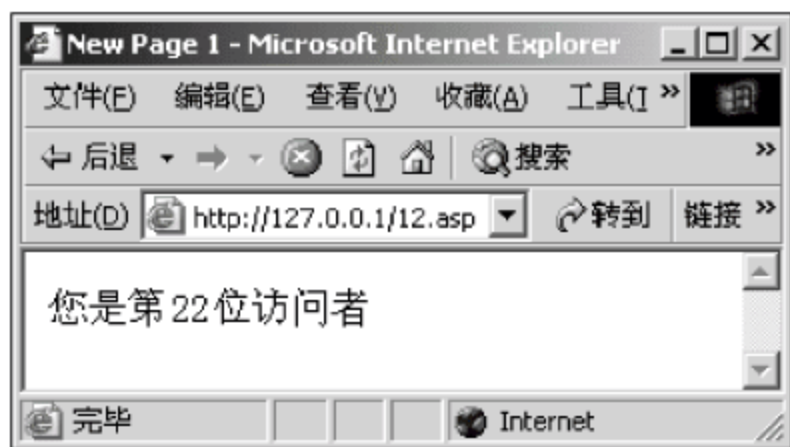 New Page 1 - Microsoft Internet Explorer
文件(F) 编辑(E) 查看(V) 收藏(A) 工具(T »
后退 搜索 »
地址(D) http://127.0.0.1/12.asp 转到 链接 »
您是第22位访问者
完毕 Internet